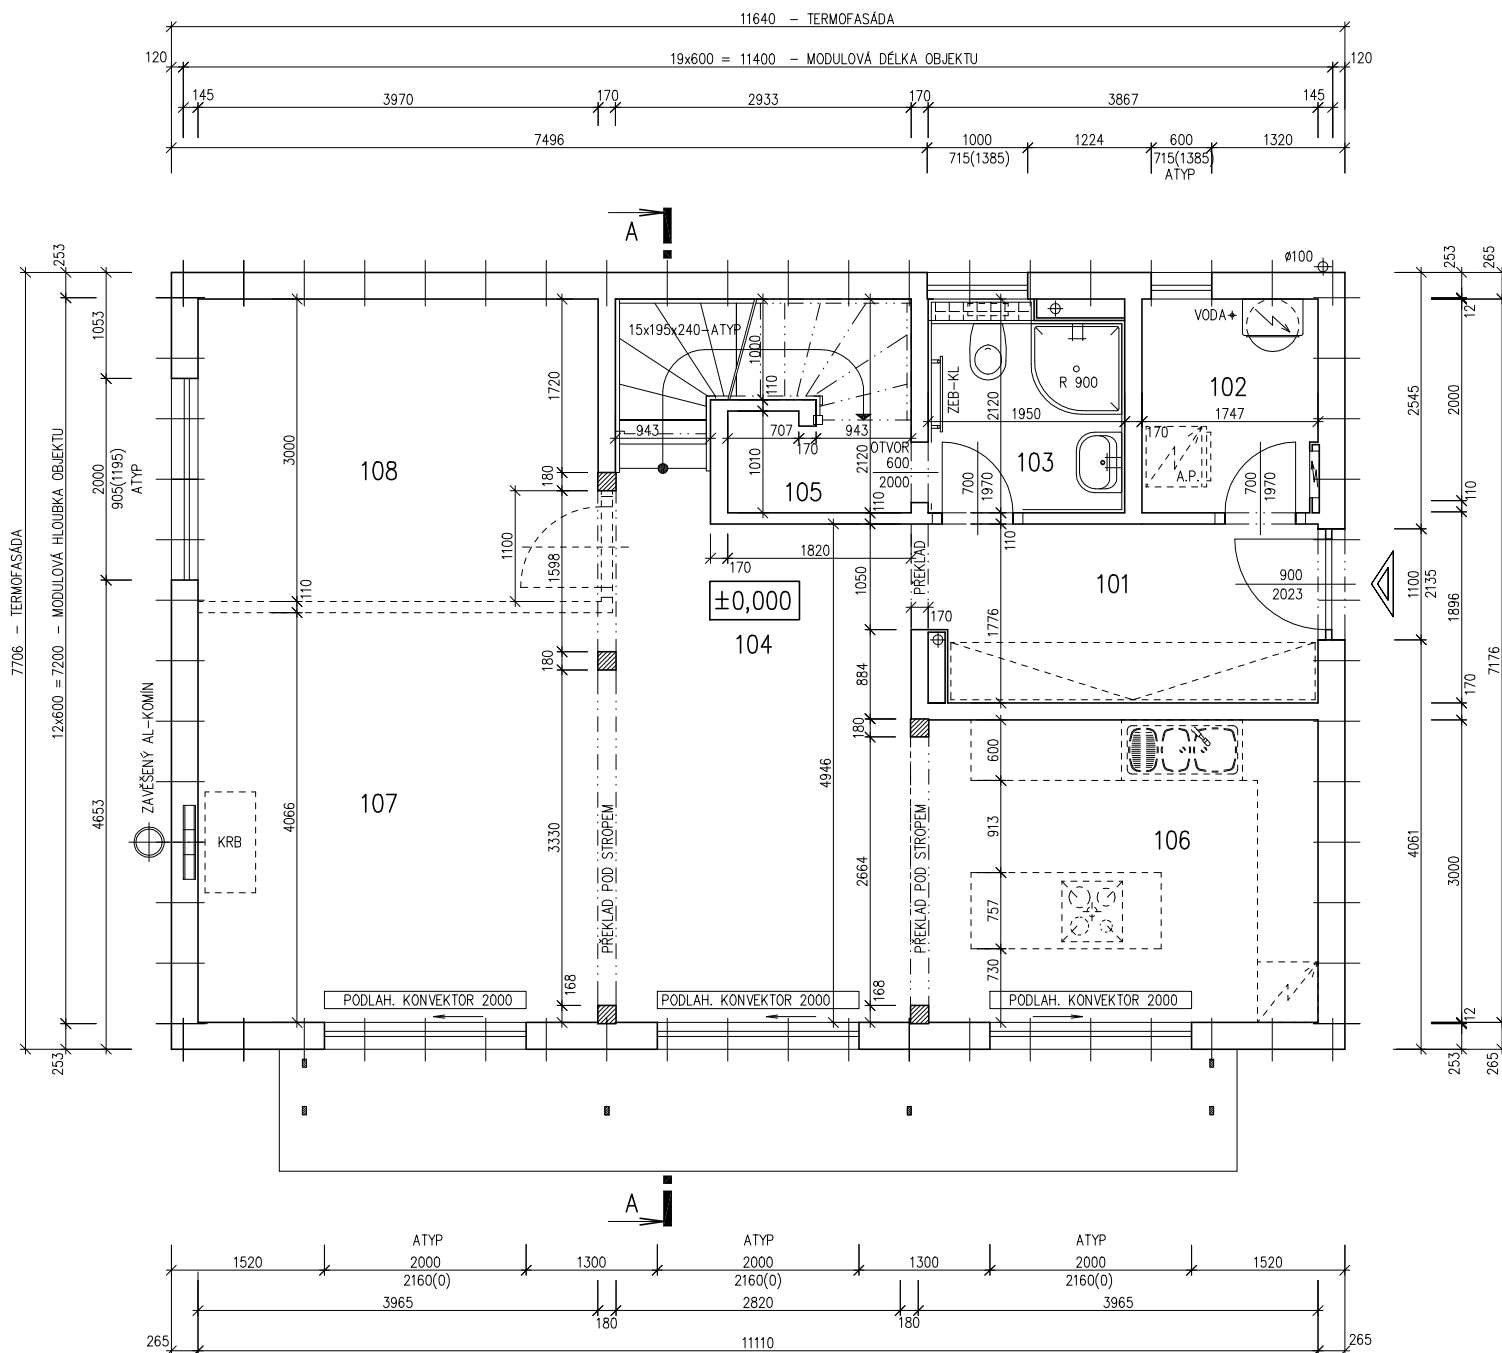 11640 – TERMOFASÁDA
120 19x600 = 11400 – MODULOVÁ DÉLKA OBJEKTU 120
145 3970 170 2933 170 3867 145
7496 1000 1224 600 1320
715(1385) 715(1385)
ATYP
A
ø100
253
1053
2000
905(1195)
ATYP
4653
253
7706 – TERMOFASÁDA
12x600 = 7200 – MODULOVÁ HLOUBKA OBJEKTU
ZAVĚŠENÝ AL-KOMÍN
KRB
108
3000
110
107
4066
1720
180
1100
1598
180
3330
168
PŘEKLAD POD STROPEM
15x195x240-ATYP
1000
110
943 707 943
170
1010
105
2120
110
OTVOR
600
2000
1820
170
±0,000
104
1050
PŘEKLAD
170
884
180
4946
2664
168
PŘEKLAD POD STROPEM
ZEB-KL
2120
1950
R 900
103
700
1970
110
VODA
102
1747
170
A.P.
700
1970
101
900
2023
1776
600
913
757
730
106
PODLAH. KONVEKTOR 2000
PODLAH. KONVEKTOR 2000
PODLAH. KONVEKTOR 2000
2545
1100
2135
4061
253
12
2000
110
1896
170
3000
12
253
265
7176
265
A
ATYP ATYP ATYP
1520 2000 1300 2000 1300 2000 1520
2160(0) 2160(0) 2160(0)
3965 2820 3965
180 180
265 11110 265